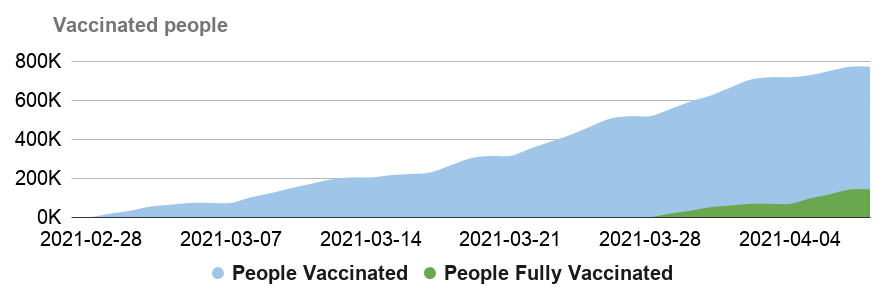 Vaccinated people
800K
600K
400K
200K
0K
2021-02-28 2021-03-07 2021-03-14 2021-03-21 2021-03-28 2021-04-04
People Vaccinated People Fully Vaccinated